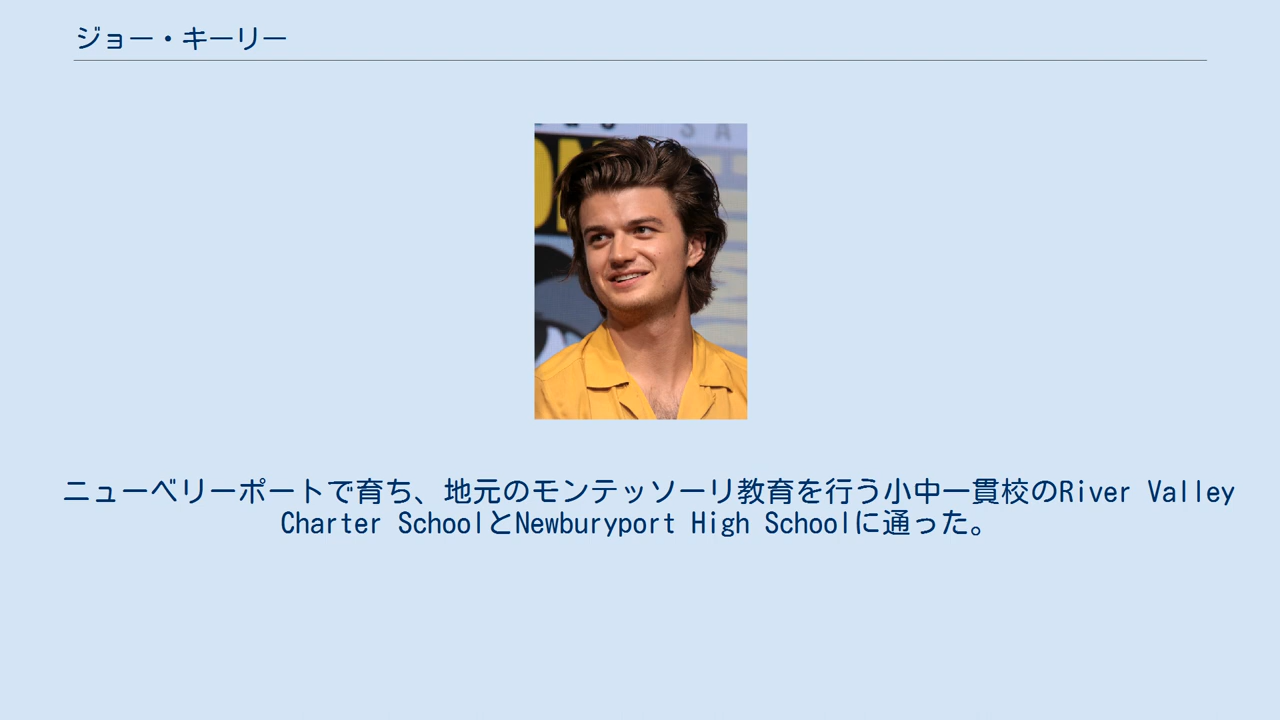 ジョー・キーリー
S A
ON
ニューベリーポートで育ち、地元のモンテッソーリ教育を行う小中一貫校のRiver Valley
Charter SchoolとNewburyport High Schoolに通った。